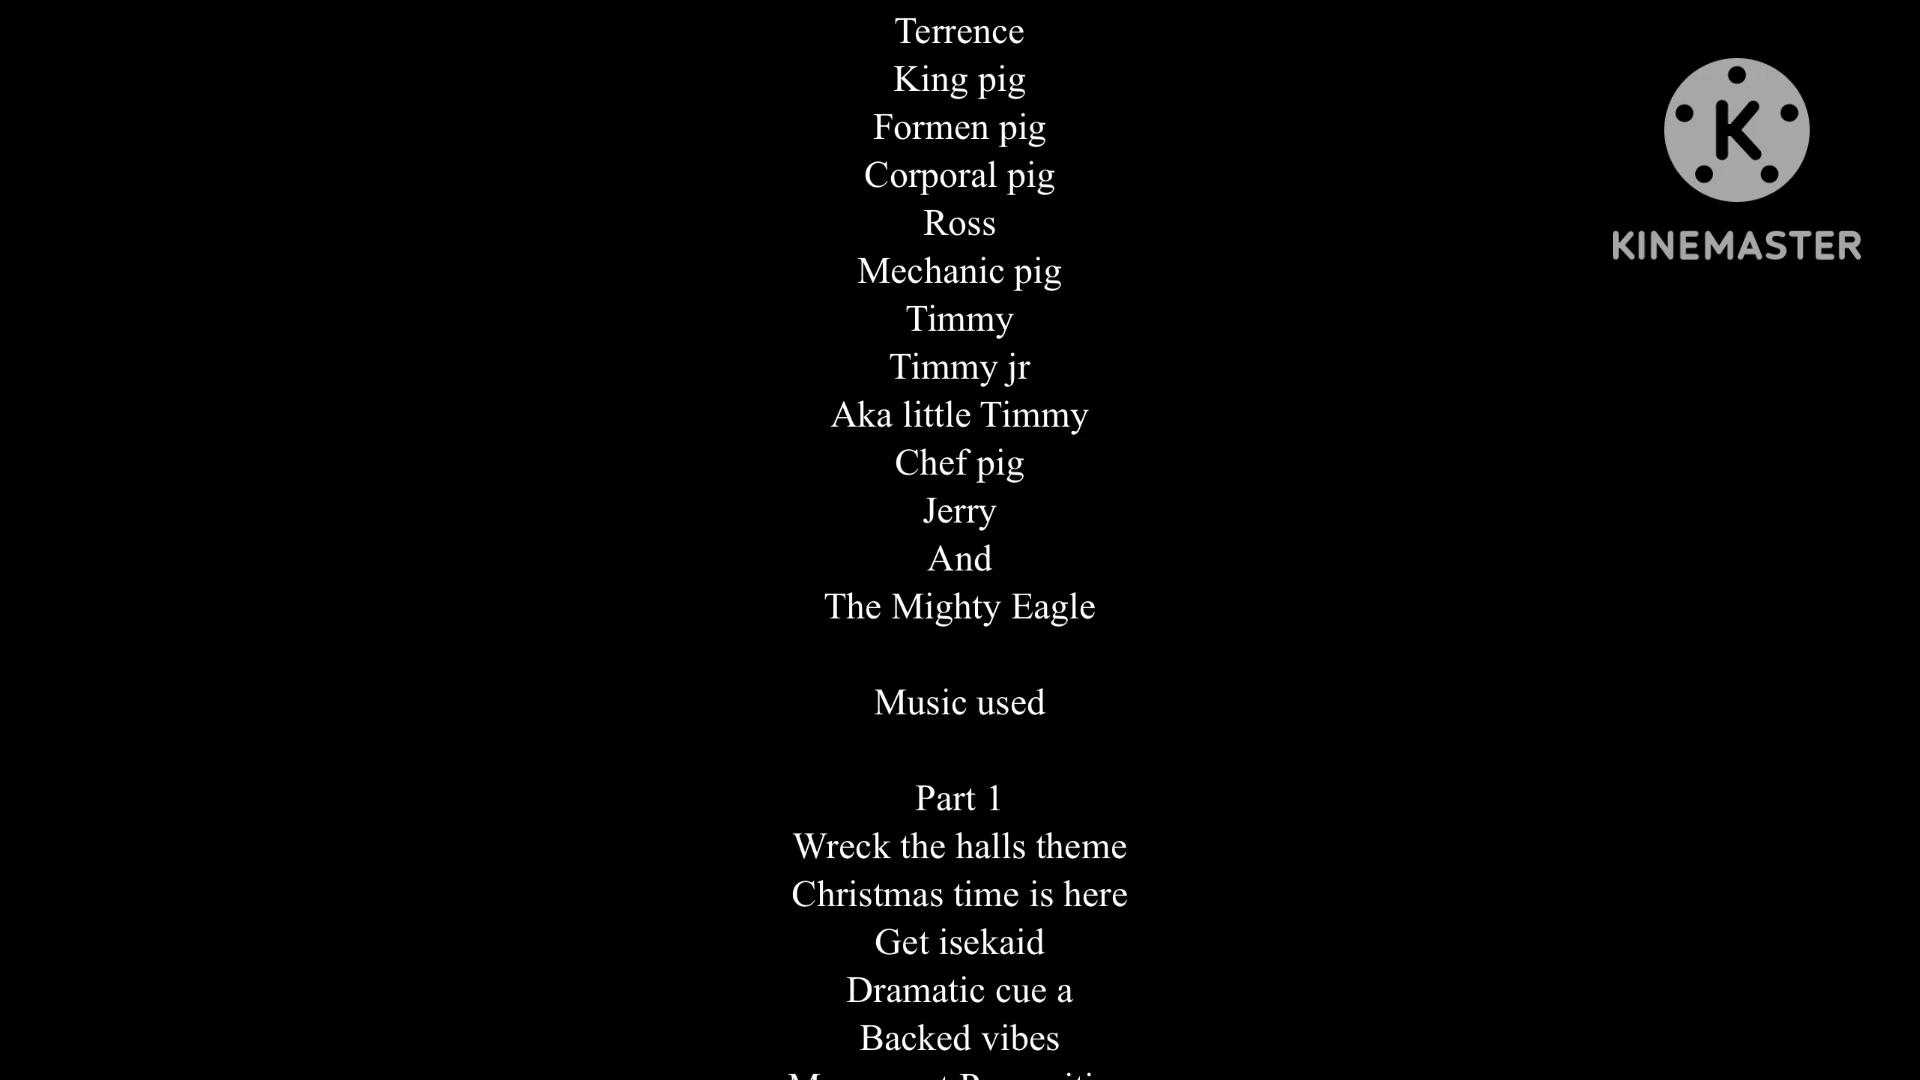 Terrence
King pig
Formen pig
Corporal pig
Ross
Mechanic pig
Timmy
Timmy jr
Aka little Timmy
Chef pig
Jerry
And
The Mighty Eagle
Music used
Part 1
Wreck the halls theme
Christmas time is here
Get isekaid
Dramatic cue a
Backed vibes
K
KINEMASTER